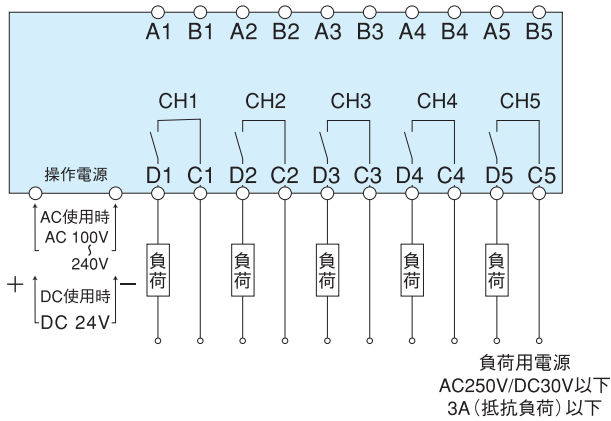 A1 B1 A2 B2 A3 B3 A4 B4 A5 B5
CH1 CH2 CH3 CH4 CH5
操作電源 D1 C1 D2 C2 D3 C3 D4 C4 D5 C5
AC使用時
AC 100V
〜
240V
+ DC使用時 −
DC 24V
負荷 負荷 負荷 負荷 負荷
負荷用電源
AC250V/DC30V以下
3A（抵抗負荷）以下